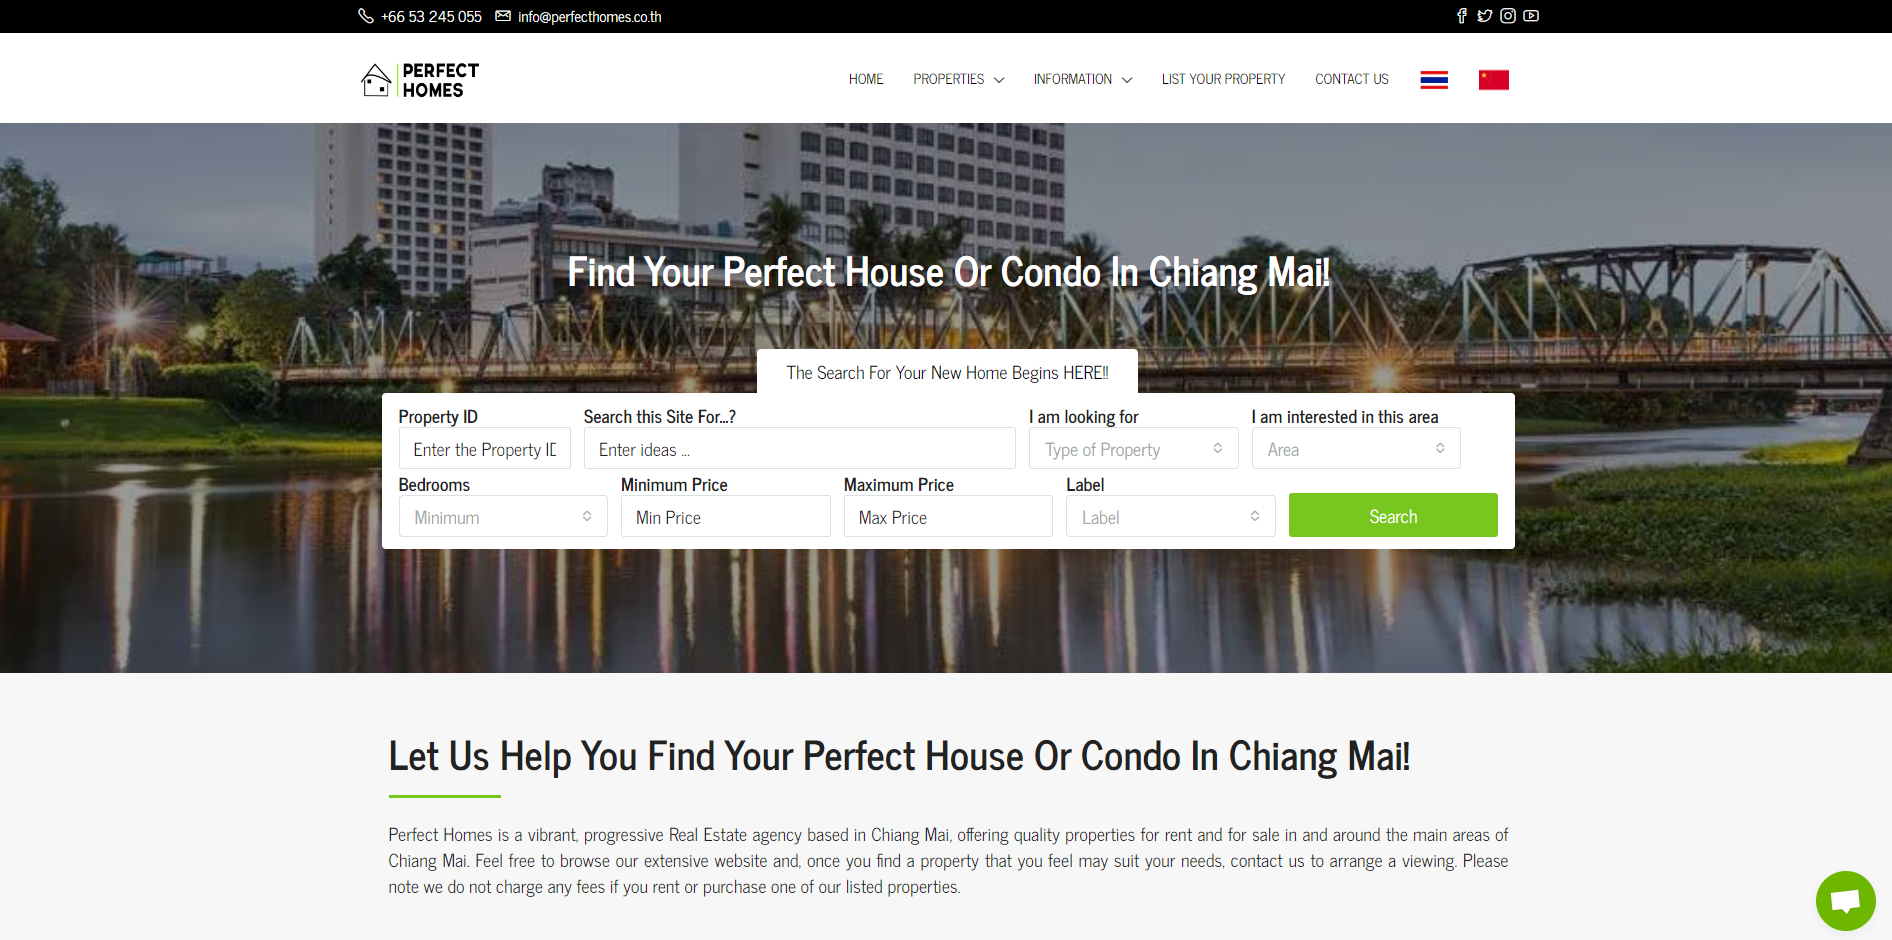 +66 53 245 055 info@perfecthomes.co.th
PERFECT
HOMES
HOME PROPERTIES INFORMATION LIST YOUR PROPERTY CONTACT US
Find Your Perfect House Or Condo In Chiang Mai!
The Search For Your New Home Begins HERE!!
Property ID Search this Site For...? I am looking for I am interested in this area
Enter the Property ID Enter ideas ... Type of Property Area
Bedrooms Minimum Price Maximum Price Label
Minimum Min Price Max Price Label Search
Let Us Help You Find Your Perfect House Or Condo In Chiang Mai!
Perfect Homes is a vibrant, progressive Real Estate agency based in Chiang Mai, offering quality properties for rent and for sale in and around the main areas of
Chiang Mai. Feel free to browse our extensive website and, once you find a property that you feel may suit your needs, contact us to arrange a viewing. Please
note we do not charge any fees if you rent or purchase one of our listed properties.